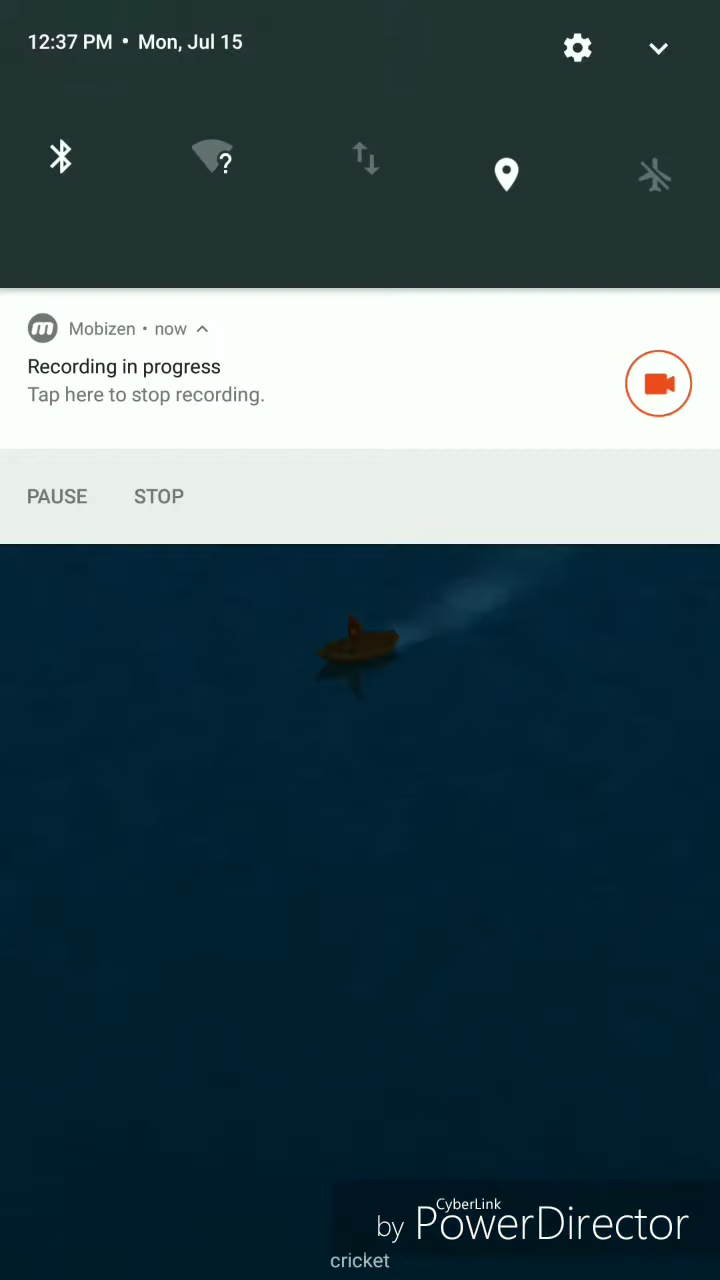 12:37 PM • Mon, Jul 15
?
m Mobizen • now
Recording in progress
Tap here to stop recording.
PAUSE STOP
CyberLink
by PowerDirector
cricket